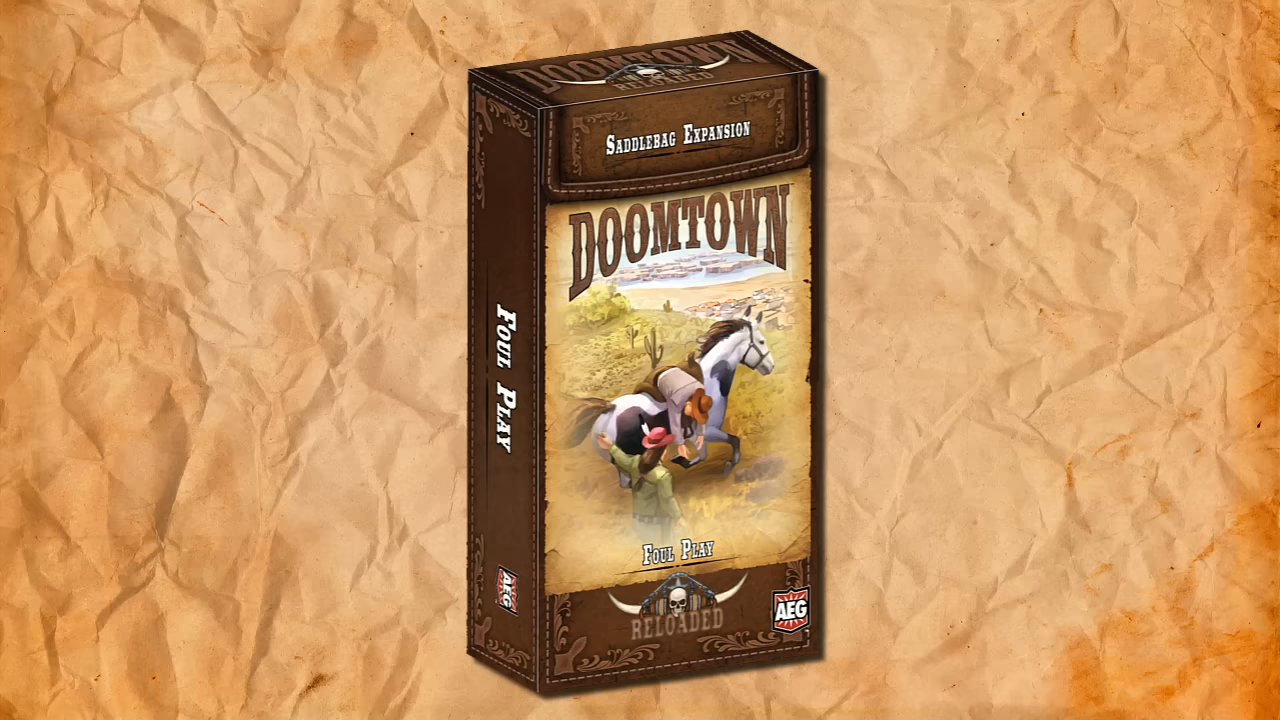 DOOMTOWN
RELOADED
SADDLEBAG EXPANSION
DOOMTOWN
FOUL PLAY
RELOADED
AEG
FOUL PLAY
AEG